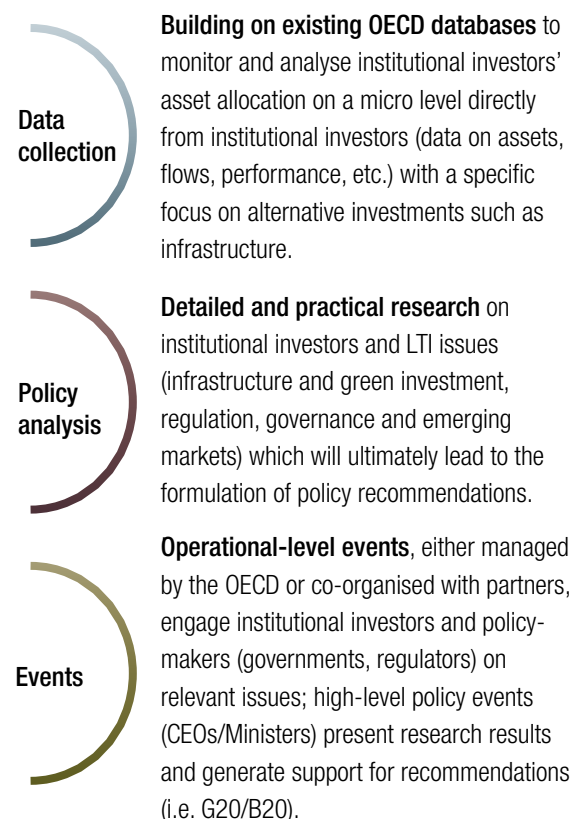 Data
collection
Building on existing OECD databases to
monitor and analyse institutional investors’
asset allocation on a micro level directly
from institutional investors (data on assets,
flows, performance, etc.) with a specific
focus on alternative investments such as
infrastructure.
Policy
analysis
Detailed and practical research on
institutional investors and LTI issues
(infrastructure and green investment,
regulation, governance and emerging
markets) which will ultimately lead to the
formulation of policy recommendations.
Events
Operational-level events, either managed
by the OECD or co-organised with partners,
engage institutional investors and policy-
makers (governments, regulators) on
relevant issues; high-level policy events
(CEOs/Ministers) present research results
and generate support for recommendations
(i.e. G20/B20).